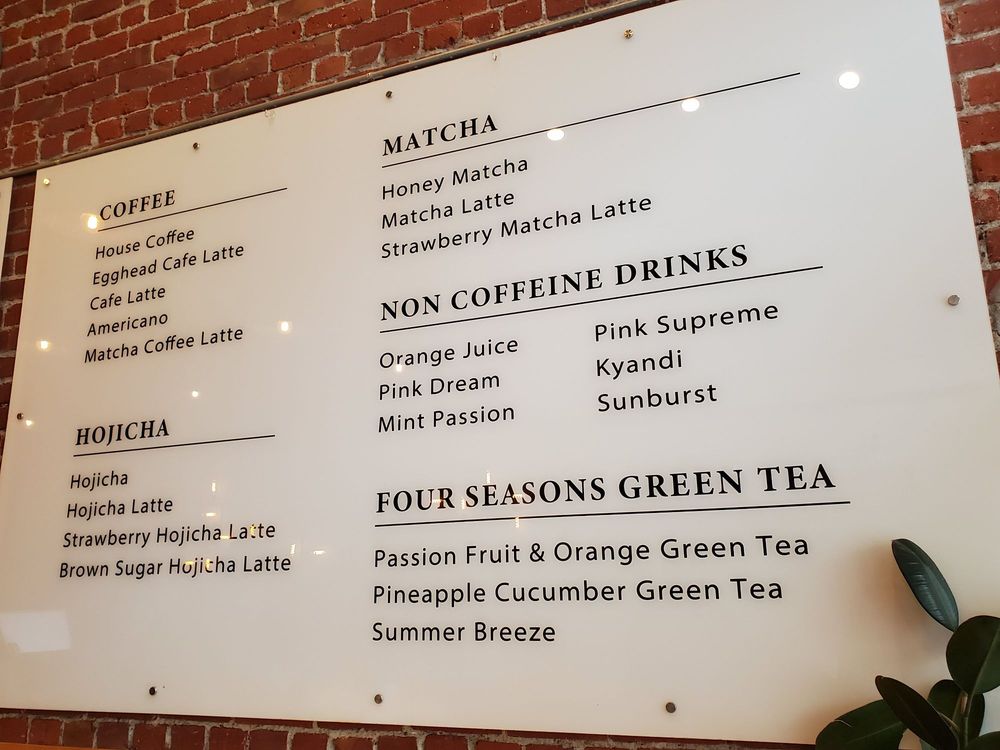 COFFEE
House Coffee
Egghead Cafe Latte
Cafe Latte
Americano
Matcha Coffee Latte
HOJICHA
Hojicha
Hojicha Latte
Strawberry Hojicha Latte
Brown Sugar Hojicha Latte
MATCHA
Honey Matcha
Matcha Latte
Strawberry Matcha Latte
NON COFFEINE DRINKS
Orange Juice
Pink Dream
Mint Passion
Pink Supreme
Kyandi
Sunburst
FOUR SEASONS GREEN TEA
Passion Fruit & Orange Green Tea
Pineapple Cucumber Green Tea
Summer Breeze